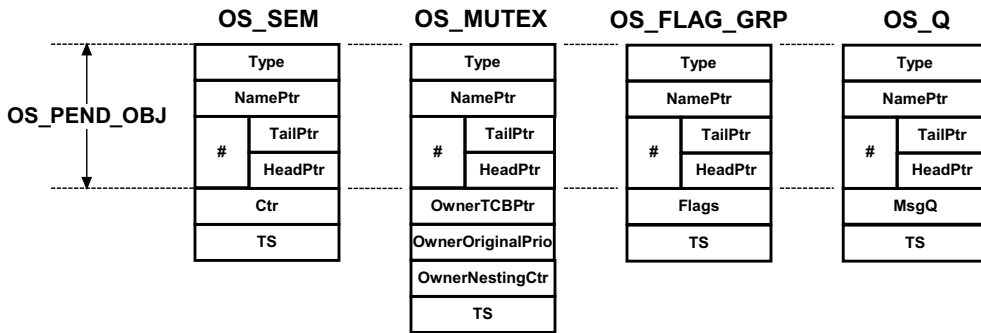 OS_SEM OS_MUTEX OS_FLAG_GRP OS_Q
Type Type Type Type
NamePtr NamePtr NamePtr NamePtr
OS_PEND_OBJ
# TailPtr # TailPtr # TailPtr # TailPtr
HeadPtr HeadPtr HeadPtr HeadPtr
Ctr OwnerTCBPtr Flags MsgQ
TS OwnerOriginalPrio TS TS
OwnerNestingCtr
TS